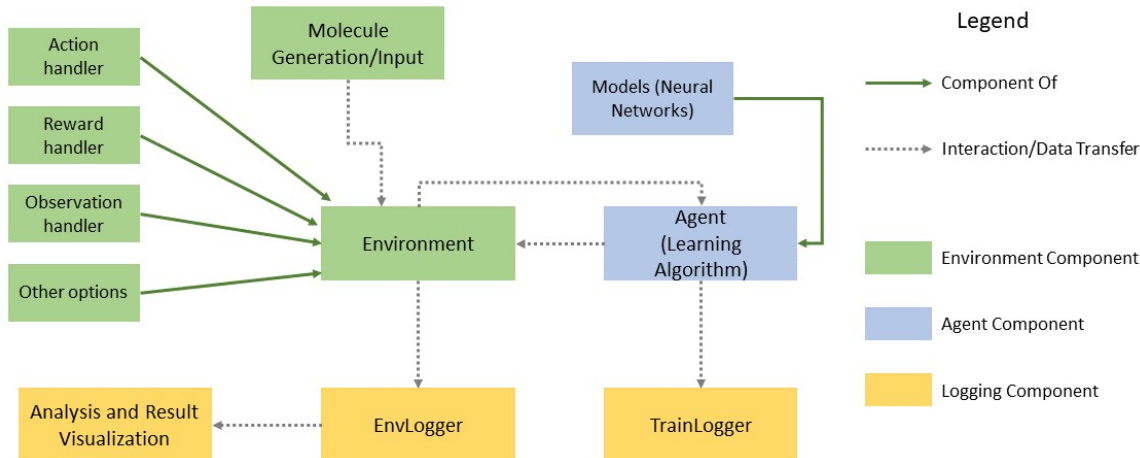 Action
handler
Reward
handler
Observation
handler
Other options
Molecule
Generation/Input
Models (Neural
Networks)
Environment
Agent
(Learning
Algorithm)
Analysis and Result
Visualization
EnvLogger
TrainLogger
Legend
Component Of
Interaction/Data Transfer
Environment Component
Agent Component
Logging Component